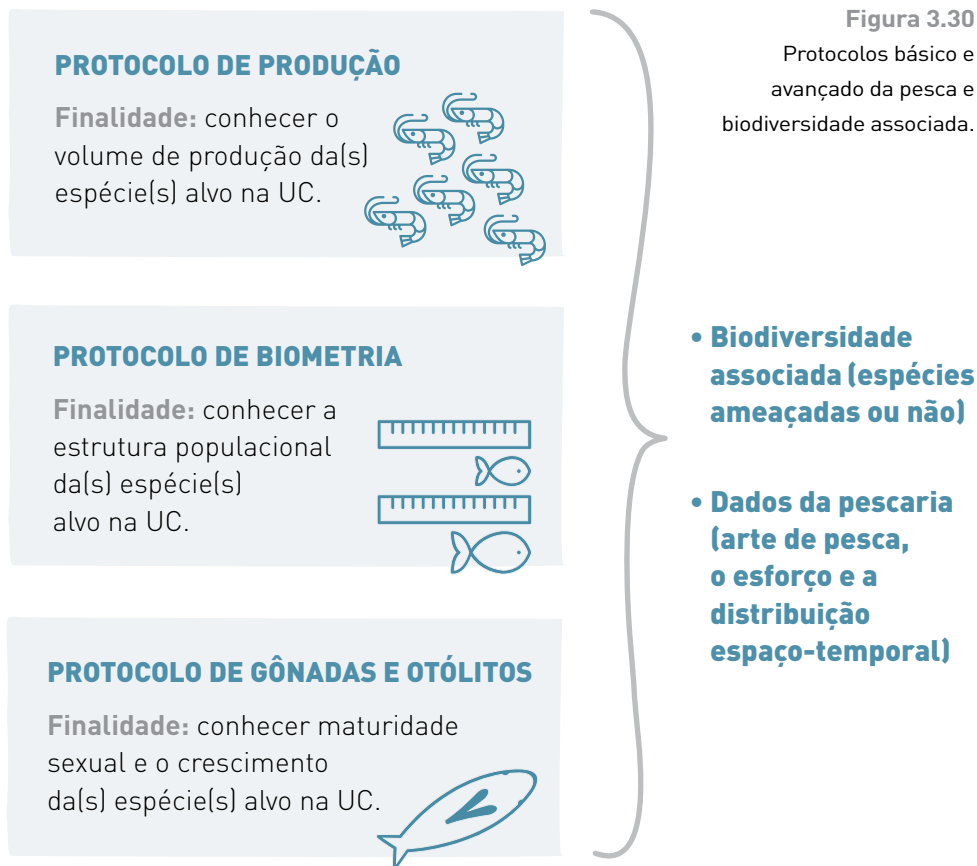 PROTOCOLO DE PRODUÇÃO
Finalidade: conhecer o
volume de produção da(s)
espécie(s) alvo na UC.
PROTOCOLO DE BIOMETRIA
Finalidade: conhecer a
estrutura populacional
da(s) espécie(s)
alvo na UC.
PROTOCOLO DE GÔNADAS E OTÓLITOS
Finalidade: conhecer maturidade
sexual e o crescimento
da(s) espécie(s) alvo na UC.
Figura 3.30
Protocolos básico e
avançado da pesca e
biodiversidade associada.
• Biodiversidade
associada (espécies
ameaçadas ou não)
• Dados da pescaria
(arte de pesca,
o esforço e a
distribuição
espaço-temporal)